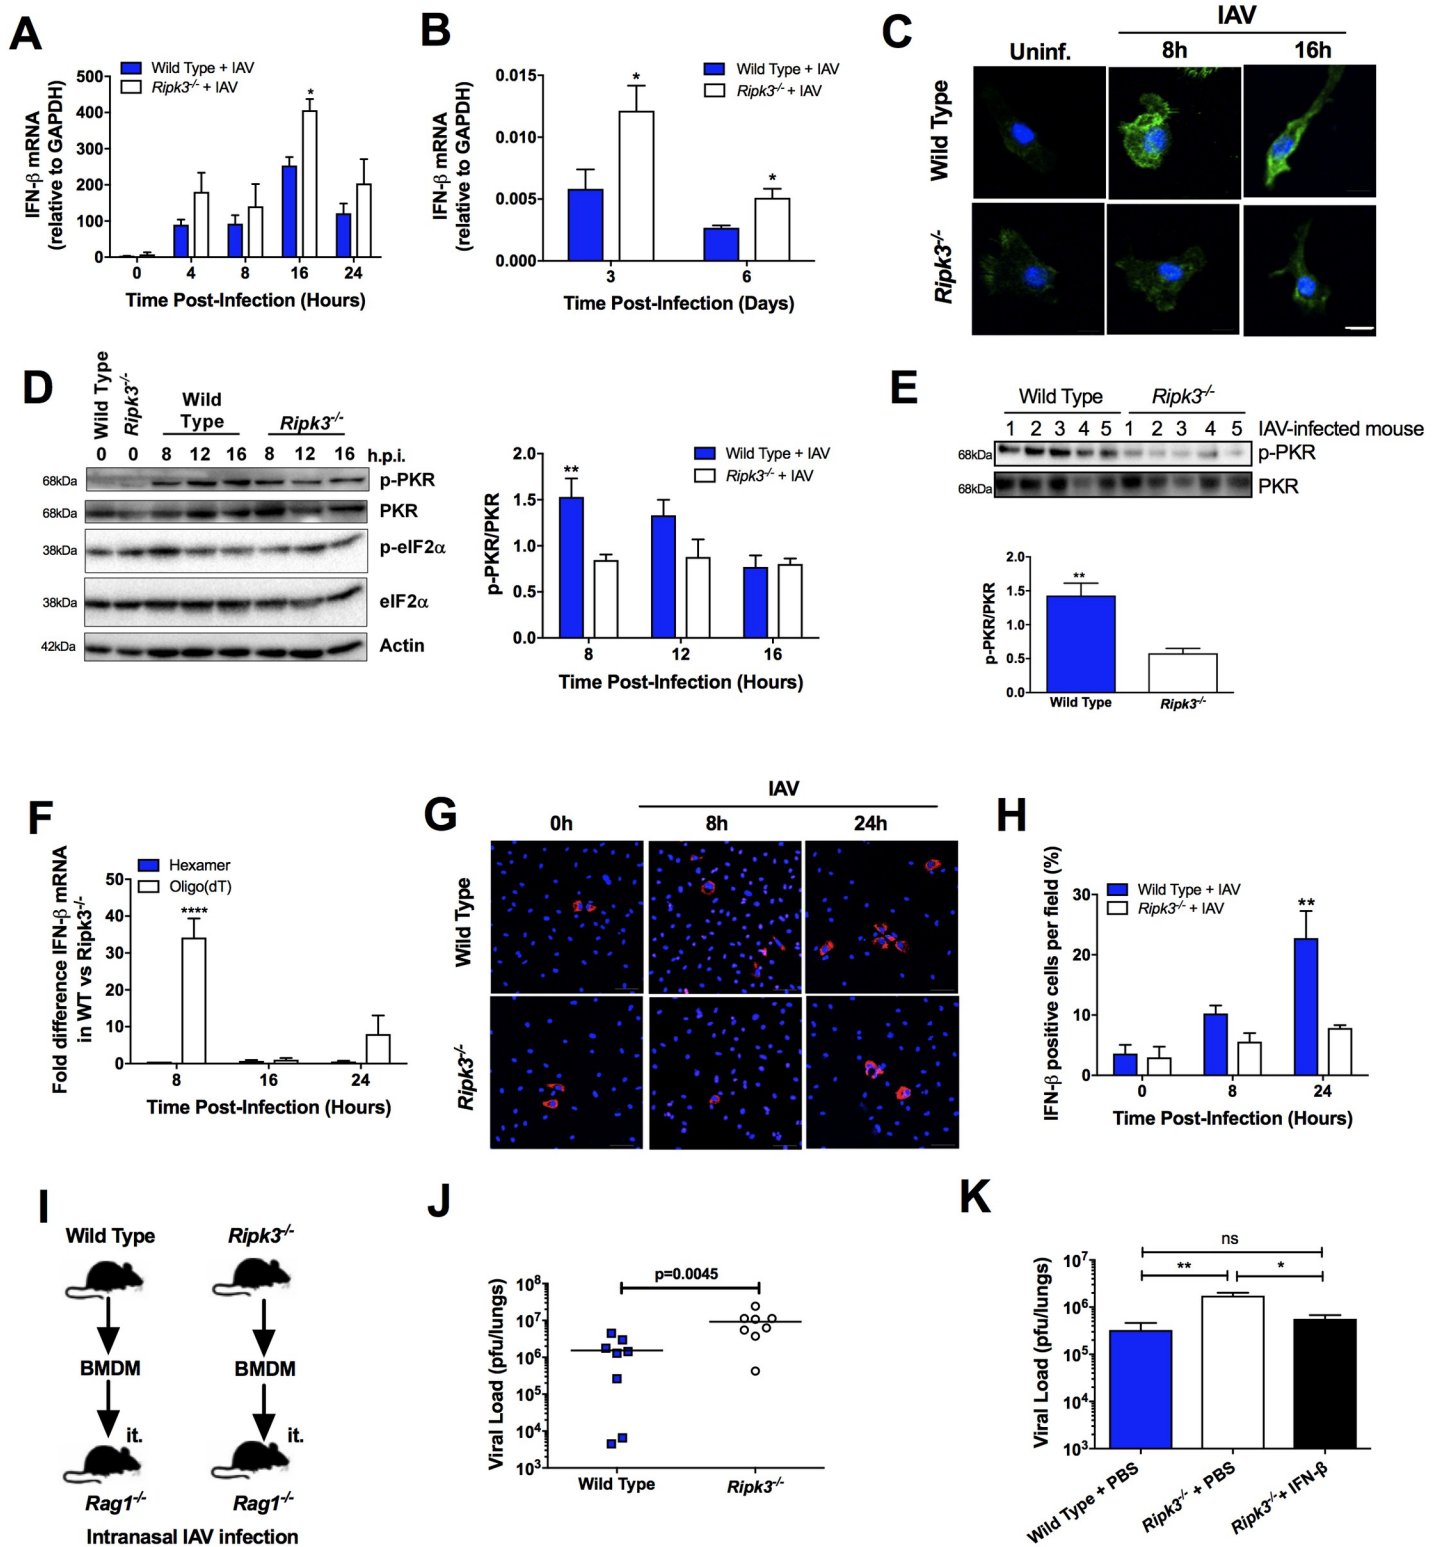 A
Wild Type + IAV
Ripk3-/- + IAV
IFN-β mRNA
(relative to GAPDH)
500
400
300
200
100
0
*
0 4 8 16 24
Time Post-Infection (Hours)
B
Wild Type + IAV
Ripk3-/- + IAV
IFN-β mRNA
(relative to GAPDH)
0.015
0.010
0.005
0.000
*
*
3 6
Time Post-Infection (Days)
C
IAV
Uninf. 8h 16h
Wild Type
Ripk3-/-
D
Wild Type
Ripk3-/-
Wild
Type
Ripk3-/-
0 0 8 12 16 8 12 16 h.p.i.
68kDa p-PKR
68kDa PKR
38kDa p-eIF2α
38kDa eIF2α
42kDa Actin
Wild Type + IAV
Ripk3-/- + IAV
p-PKR/PKR
2.0
1.5
1.0
0.5
0.0
**
8 12 16
Time Post-Infection (Hours)
E
Wild Type Ripk3-/-
1 2 3 4 5 1 2 3 4 5 IAV-infected mouse
68kDa p-PKR
68kDa PKR
p-PKR/PKR
2.0
1.5
1.0
0.5
0.0
**
Wild Type Ripk3-/-
F
Hexamer
Oligo(dT)
Fold difference IFN-β mRNA
in WT vs Ripk3-/-
50
40
30
20
10
0
****
8 16 24
Time Post-Infection (Hours)
G
IAV
0h 8h 24h
Wild Type
Ripk3-/-
H
Wild Type + IAV
Ripk3-/- + IAV
IFN-β positive cells per field (%)
30
20
10
0
**
0 8 24
Time Post-Infection (Hours)
I
Wild Type Ripk3-/-
BMDM BMDM
it. it.
Rag1-/- Rag1-/-
Intranasal IAV infection
J
p=0.0045
Viral Load (pfu/lungs)
10^8
10^7
10^6
10^5
10^4
10^3
Wild Type Ripk3-/-
K
ns
** *
Viral Load (pfu/lungs)
10^7
10^6
10^5
10^4
10^3
Wild Type + PBS
Ripk3-/- + PBS
Ripk3-/-+ IFN-β